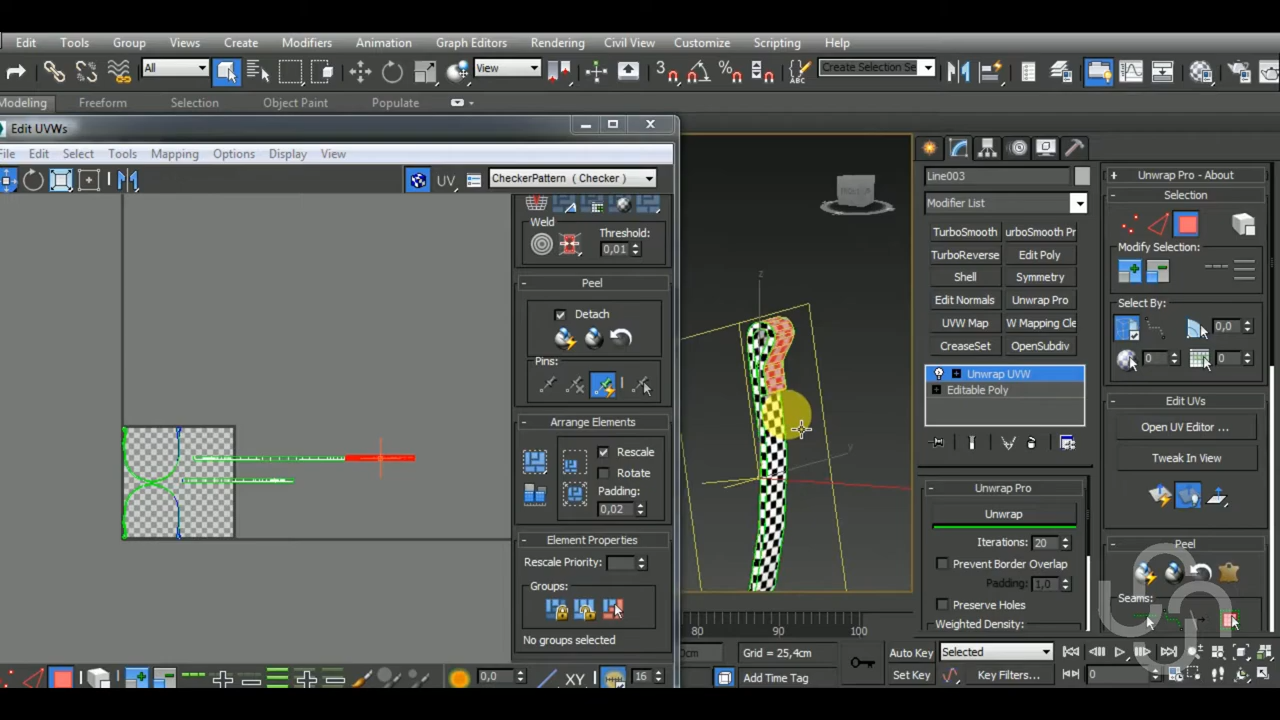 Edit Tools Group Views Create Modifiers Animation Graph Editors Rendering Civil View Customize Scripting Help
All View 3 % ABC Create Selection Se
Modeling Freeform Selection Object Paint Populate
Edit UVWs
File Edit Select Tools Mapping Options Display View
UV CheckerPattern ( Checker )
Weld
Threshold:
0,01
Peel
Detach
Pins:
Arrange Elements
Rescale
Rotate
Padding:
0,02
Element Properties
Rescale Priority:
Groups:
No groups selected
0,0 XY 16
z
y
Line003
Modifier List
TurboSmooth urboSmooth Pr
TurboReverse Edit Poly
Shell Symmetry
Edit Normals Unwrap Pro
UVW Map W Mapping Cle
CreaseSet OpenSubdiv
Unwrap UVW
Editable Poly
Unwrap Pro
Unwrap
Iterations: 20
Prevent Border Overlap
Padding: 1,0
Preserve Holes
Weighted Density:
Unwrap Pro - About
Selection
Modify Selection:
Select By:
0,0
0 0
Edit UVs
Open UV Editor ...
Tweak In View
Peel
Seams:
80 90 100
0cm Grid = 25,4cm Auto Key Selected
Add Time Tag Set Key Key Filters... 0